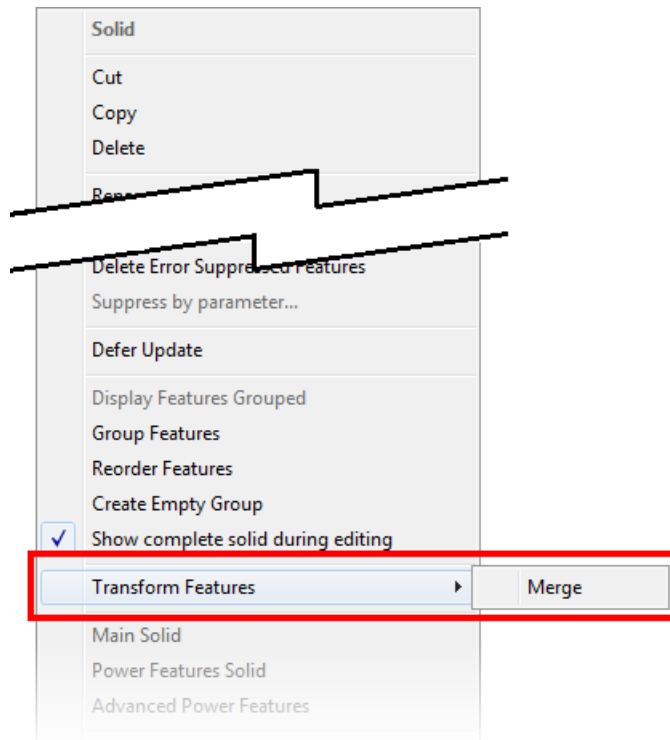 Solid
Cut
Copy
Delete
Delete Error Suppressed Features
Suppress by parameter...
Defer Update
Display Features Grouped
Group Features
Reorder Features
Create Empty Group
Show complete solid during editing
Transform Features
Merge
Main Solid
Power Features Solid
Advanced Power Features